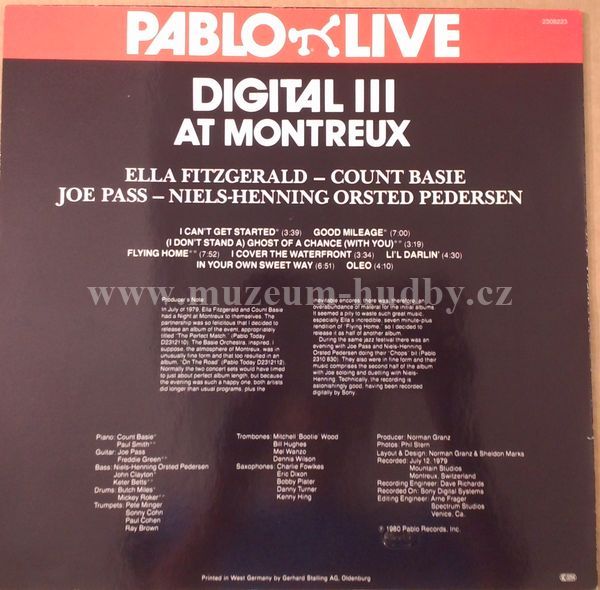 PABLO LIVE
2308223
DIGITAL III
AT MONTREUX
ELLA FITZGERALD – COUNT BASIE
JOE PASS – NIELS-HENNING ORSTED PEDERSEN
I CAN'T GET STARTED* (3:39) GOOD MILEAGE* (7:00)
(I DON'T STAND A) GHOST OF A CHANCE (WITH YOU)** (3:19)
FLYING HOME** (7:52) I COVER THE WATERFRONT (3:34) LI'L DARLIN' (4:30)
IN YOUR OWN SWEET WAY (6:51) OLEO (4:10)
www.muzeum-hudby.cz
Producer's Note:
In July of 1979, Ella Fitzgerald and Count Basie
had a Night at Montreux to themselves. The
partnership was so felicitous that I decided to
release an album of the event, appropriately
titled "The Perfect Match" (Pablo Today
D2312110). The Basie Orchestra, inspired, I
suppose, the atmosphere of Montreux, was in
unusually fine form and that too resulted in an
album, "On The Road" (Pablo Today D2312112).
Normally the two concert sets would have timed
to just about perfect album length, but because
the evening was such a happy one, both artists
did longer than usual programs, plus the
inevitable encores; there was, therefore, an
overabundance of material for the initial albums.
It seemed a pity to waste such great music,
especially Ella's incredible, seven minute-plus
rendition of "Flying Home," so I decided to
release it as half of another album.
During the same jazz festival there was an
evening with Joe Pass and Niels-Henning
Orsted Pedersen doing their "Chops" bit (Pablo
2310 830). They also were in fine form and their
music comprises the second half of the album
with Joe soloing and duetting with Niels-
Henning. Technically, the recording is
astonishingly good, having been recorded
digitally by Sony.
Piano: Count Basie*
Paul Smith**
Guitar: Joe Pass
Freddie Green**
Bass: Niels-Henning Orsted Pedersen
John Clayton*
Keter Betts**
Drums: Butch Miles*
Mickey Roker**
Trumpets: Pete Minger
Sonny Cohn
Paul Cohen
Ray Brown
Trombones: Mitchell "Bootie" Wood
Bill Hughes
Mel Wanzo
Dennis Wilson
Saxophones: Charlie Fowlkes
Eric Dixon
Bobby Plater
Danny Turner
Kenny Hing
Producer: Norman Granz
Photos: Phil Stern
Layout & Design: Norman Granz & Sheldon Marks
Recorded: July 12, 1979
Mountain Studios
Montreux, Switzerland
Recording Engineer: Dave Richards
Recorded On: Sony Digital Systems
Editing Engineer: Arne Frager
Spectrum Studios
Venice, Ca.
℗ 1980 Pablo Records, Inc.
Printed in West Germany by Gerhard Stalling AG, Oldenburg